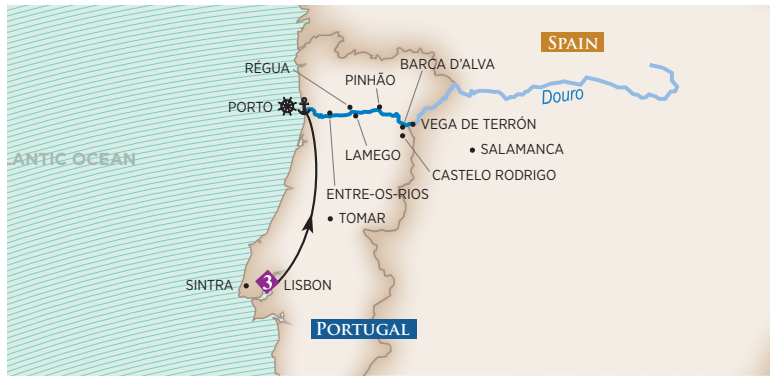 SPAIN
BARCA D'ALVA
RÉGUA
PINHÃO
Douro
PORTO
VEGA DE TERRÓN
LAMEGO
SALAMANCA
LANTIC OCEAN
CASTELO RODRIGO
ENTRE-OS-RIOS
TOMAR
SINTRA
3
LISBON
PORTUGAL